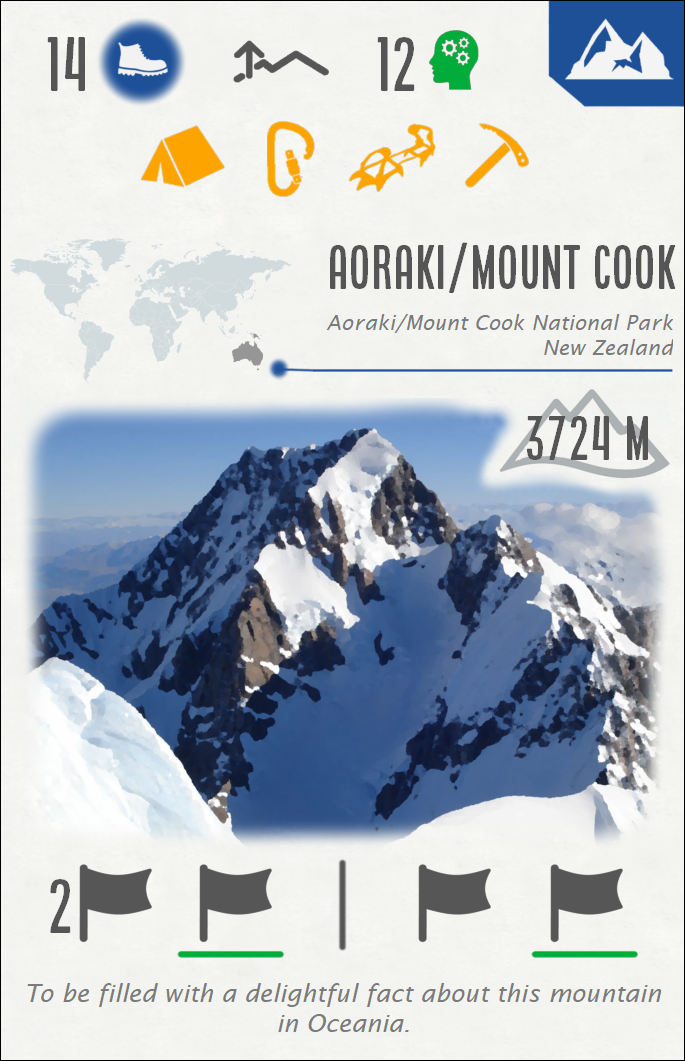 14
12
AORAKI/MOUNT COOK
Aoraki/Mount Cook National Park
New Zealand
3724 M
2
To be filled with a delightful fact about this mountain
in Oceania.